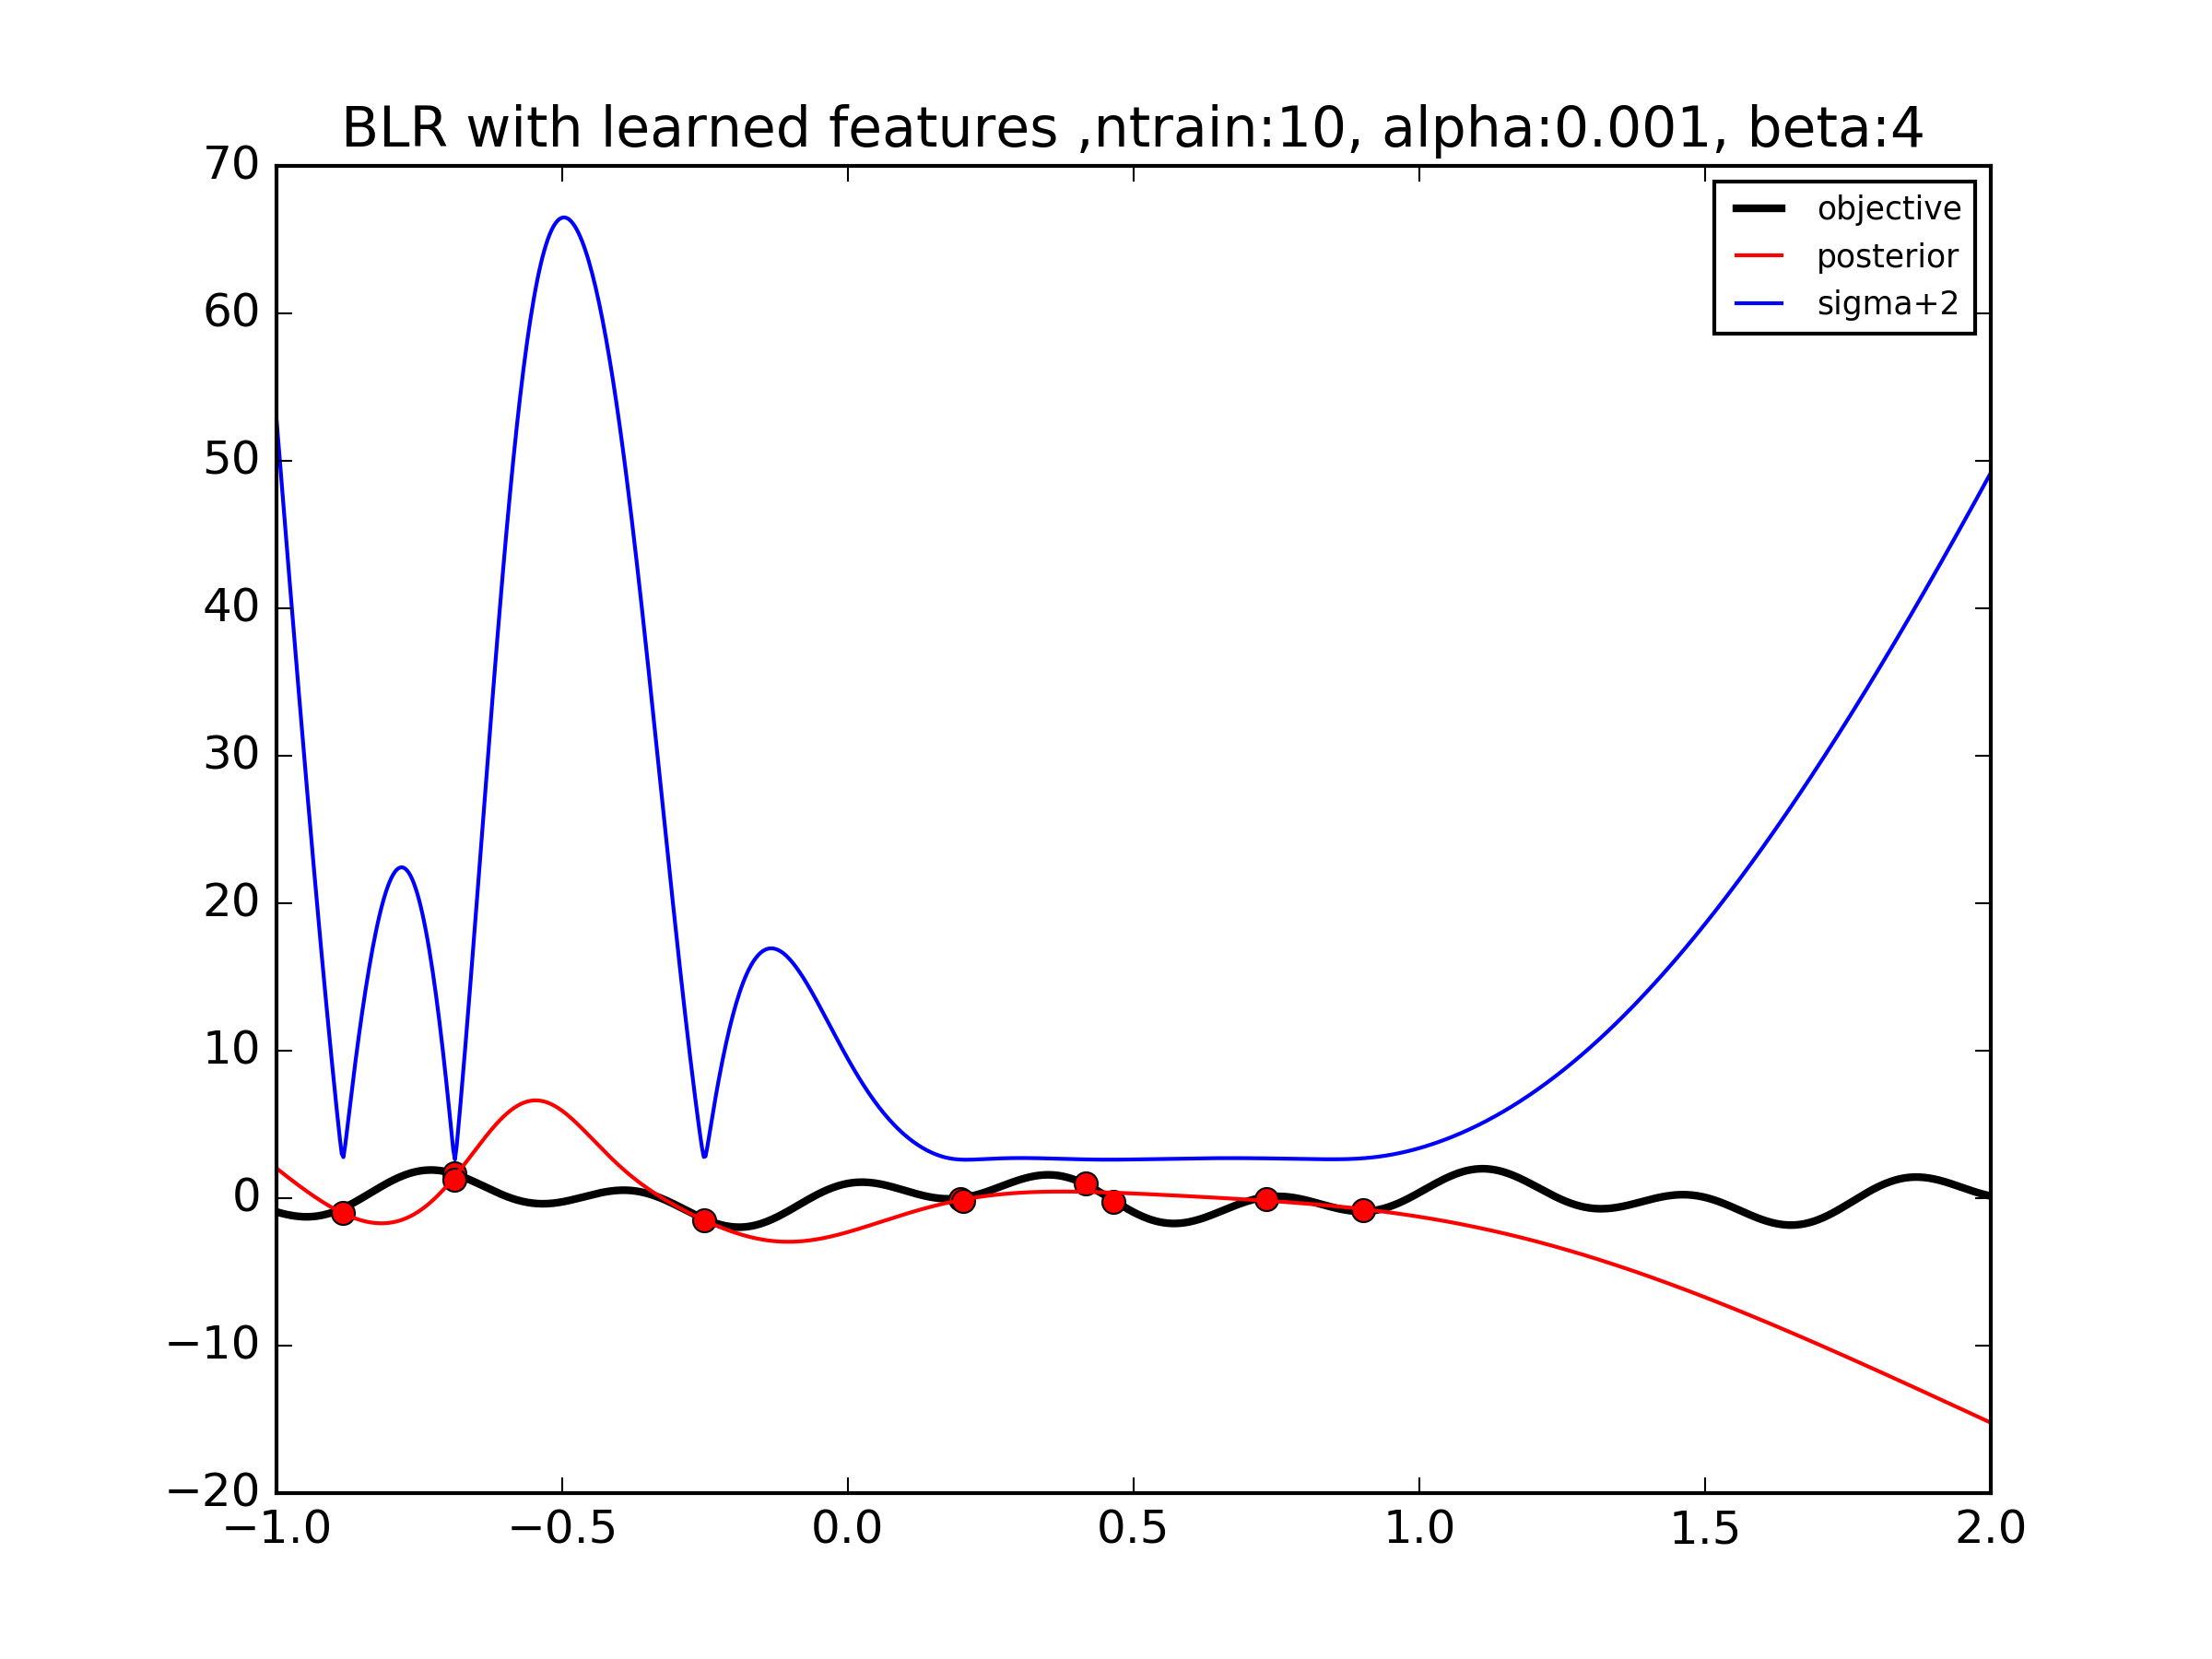 BLR with learned features ,ntrain:10, alpha:0.001, beta:4
70
60
50
40
30
20
10
0
−10
−20
objective
posterior
sigma+2
−1.0 −0.5 0.0 0.5 1.0 1.5 2.0